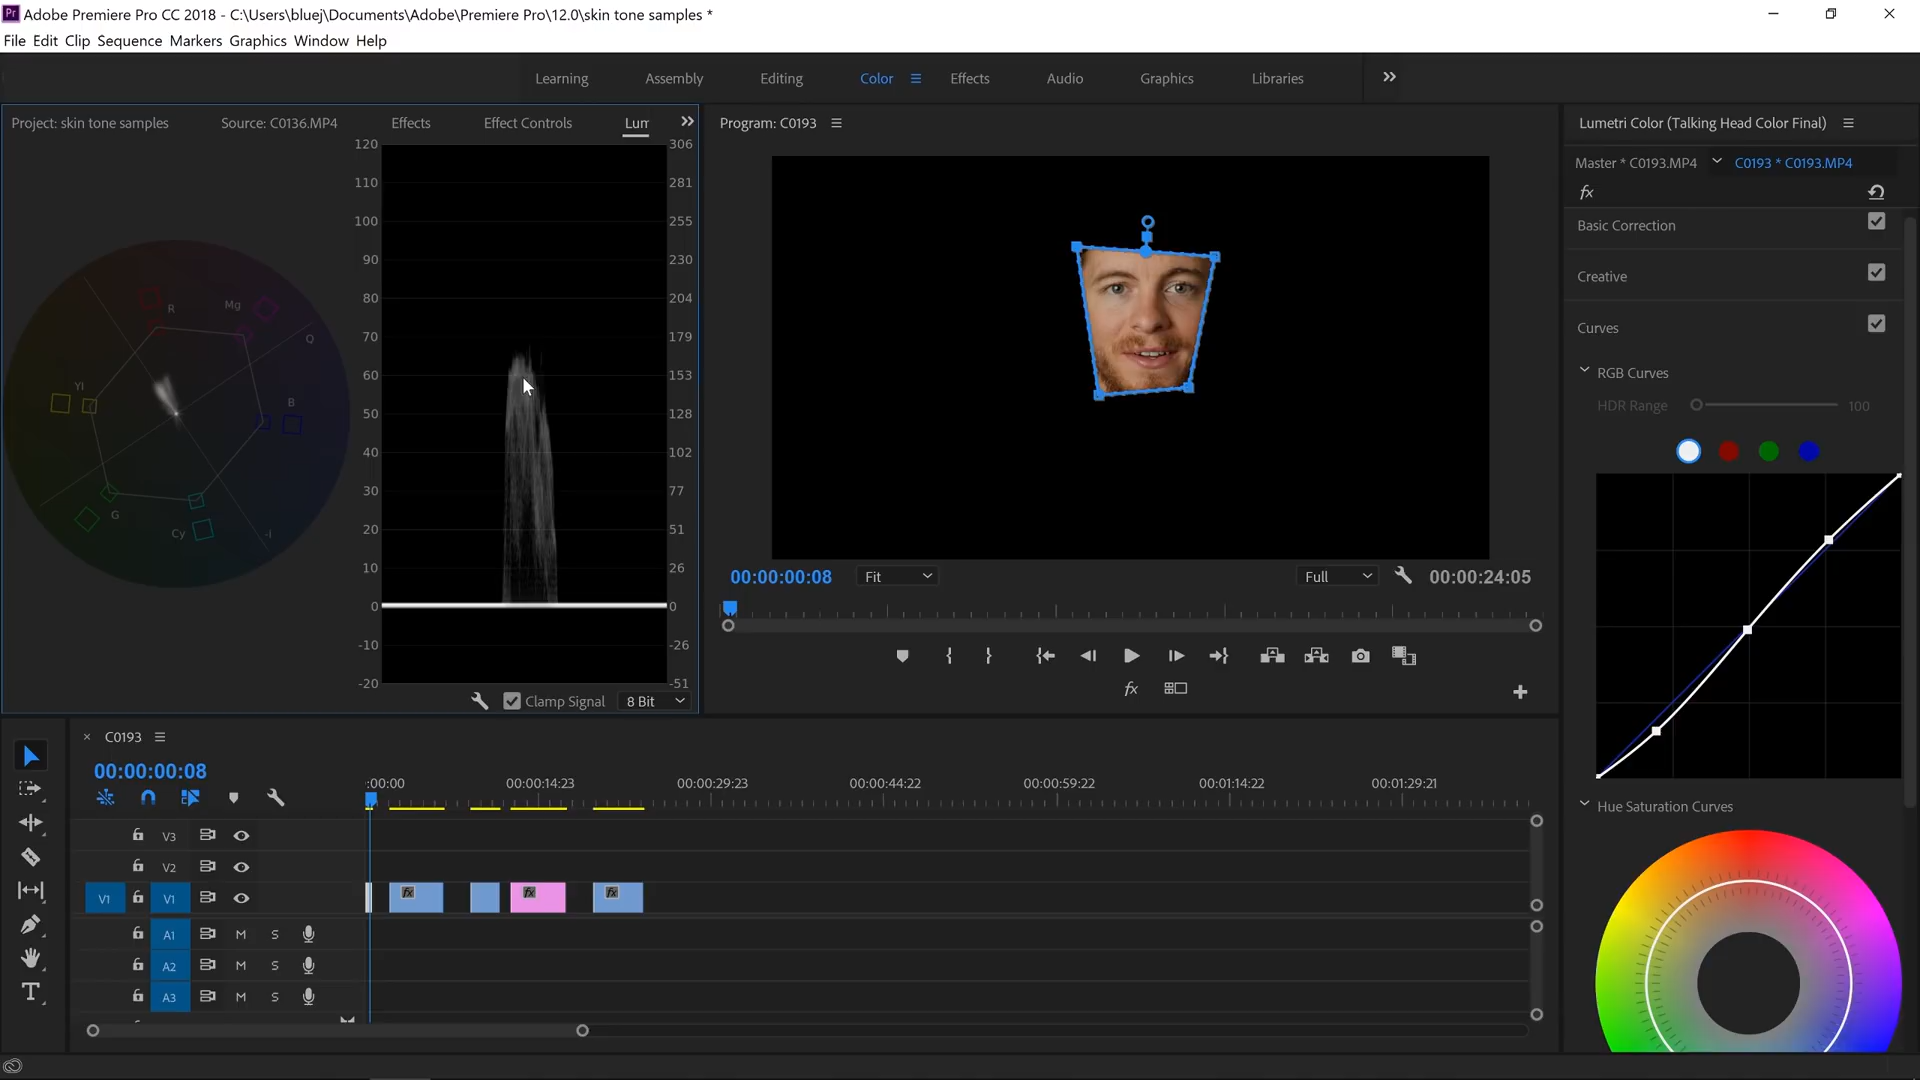 Pr Adobe Premiere Pro CC 2018 - C:\Users\bluej\Documents\Adobe\Premiere Pro\12.0\skin tone samples *
File Edit Clip Sequence Markers Graphics Window Help
Learning Assembly Editing Color Effects Audio Graphics Libraries
Project: skin tone samples Source: C0136.MP4 Effects Effect Controls Lum
120 306
110 281
100 255
90 230
80 204
70 179
60 153
50 128
40 102
30 77
20 51
10 26
0 0
-10 -26
-20 -51
R Mg Q
Yl B
G Cy -i
Clamp Signal 8 Bit
Program: C0193
00:00:00:08 Fit Full 00:00:24:05
fx
Lumetri Color (Talking Head Color Final)
Master * C0193.MP4 C0193 * C0193.MP4
fx
Basic Correction
Creative
Curves
RGB Curves
HDR Range 100
Hue Saturation Curves
× C0193
00:00:00:08
:00:00 00:00:14:23 00:00:29:23 00:00:44:22 00:00:59:22 00:01:14:22 00:01:29:21
V3
V2
V1 V1 fx fx fx
A1 M S
A2 M S
A3 M S
T